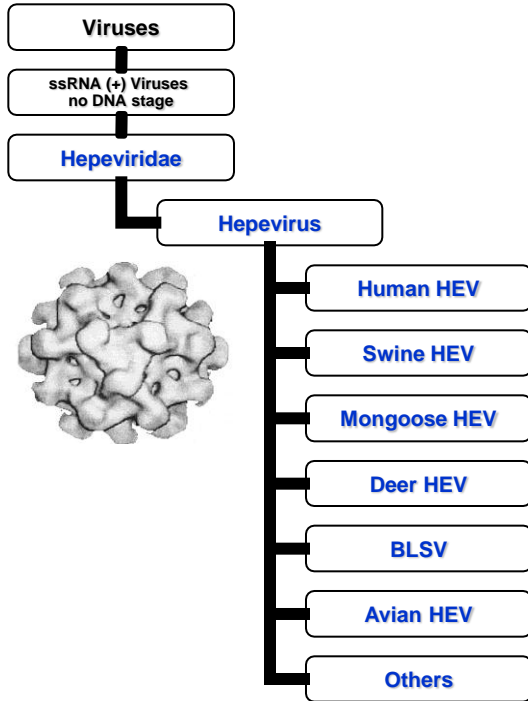 Viruses
ssRNA (+) Viruses
no DNA stage
Hepeviridae
Hepevirus
Human HEV
Swine HEV
Mongoose HEV
Deer HEV
BLSV
Avian HEV
Others